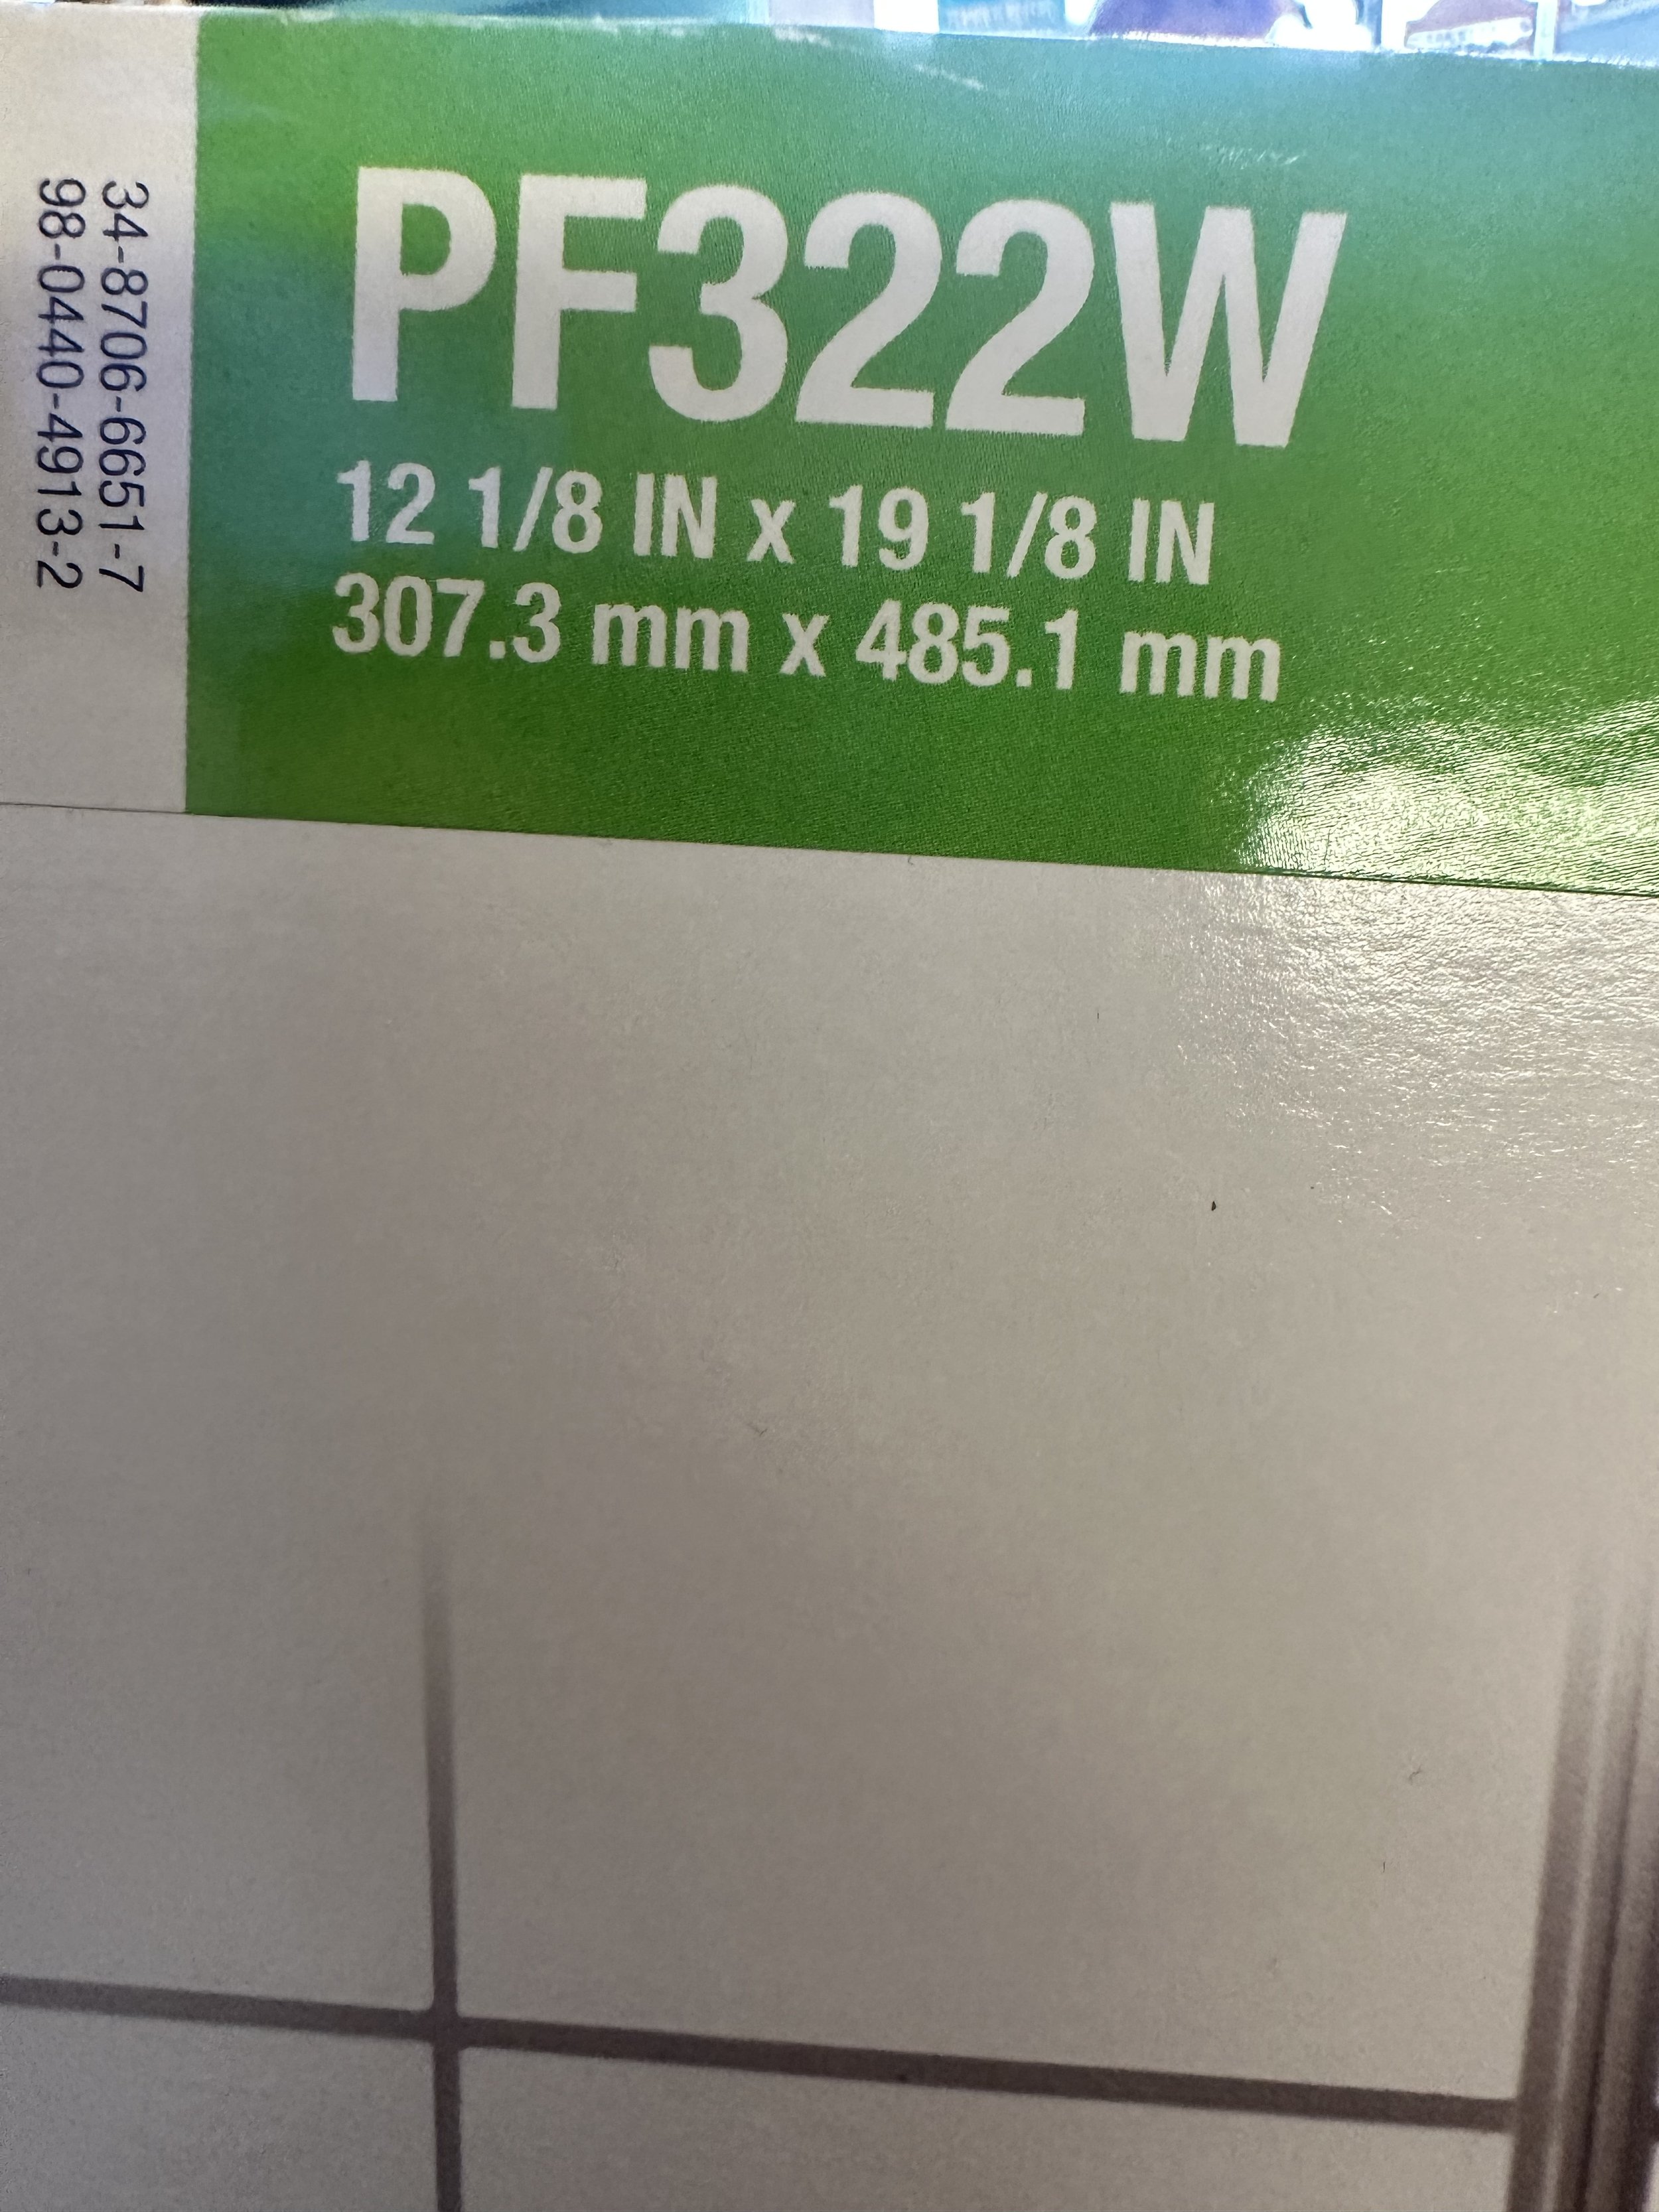 PF322W
12 1/8 IN x 19 1/8 IN
307.3 mm x 485.1 mm
34-8706-6651-7
98-0440-4913-2